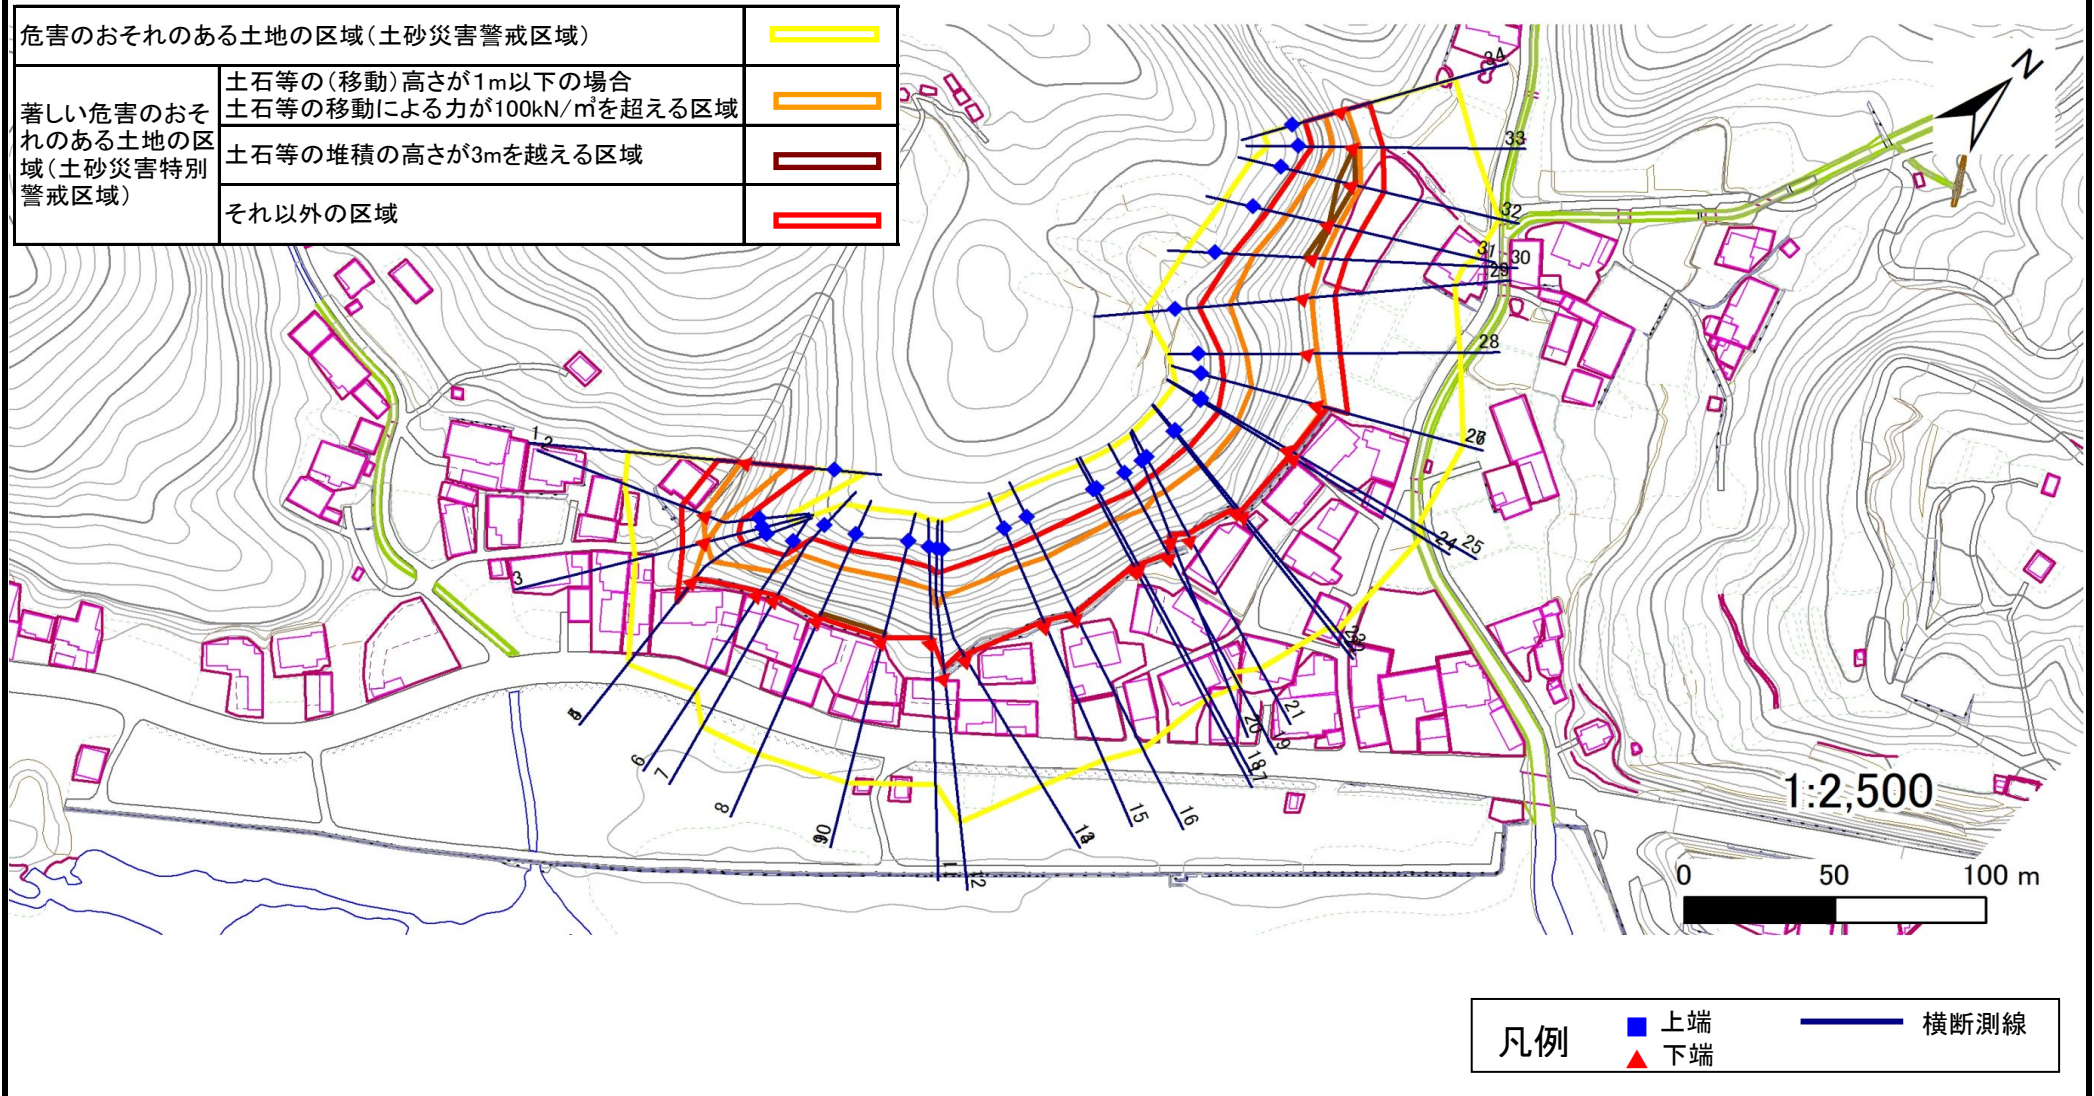 危害のおそれのある土地の区域(土砂災害警戒区域)
著しい危害のおそ
れのある土地の区
域(土砂災害特別
警戒区域)
土石等の(移動)高さが1m以下の場合
土石等の移動による力が100kN/㎡を超える区域
土石等の堆積の高さが3mを越える区域
それ以外の区域
N
34
33
32
31
30
29
28
25
24
21
20
19
16
15
12
11
8
7
6
3
2
1
1:2,500
0 50 100 m
凡例
上端
下端
横断測線